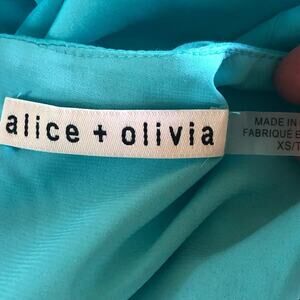 alice + olivia
MADE IN
FABRIQUÉ
XS/T